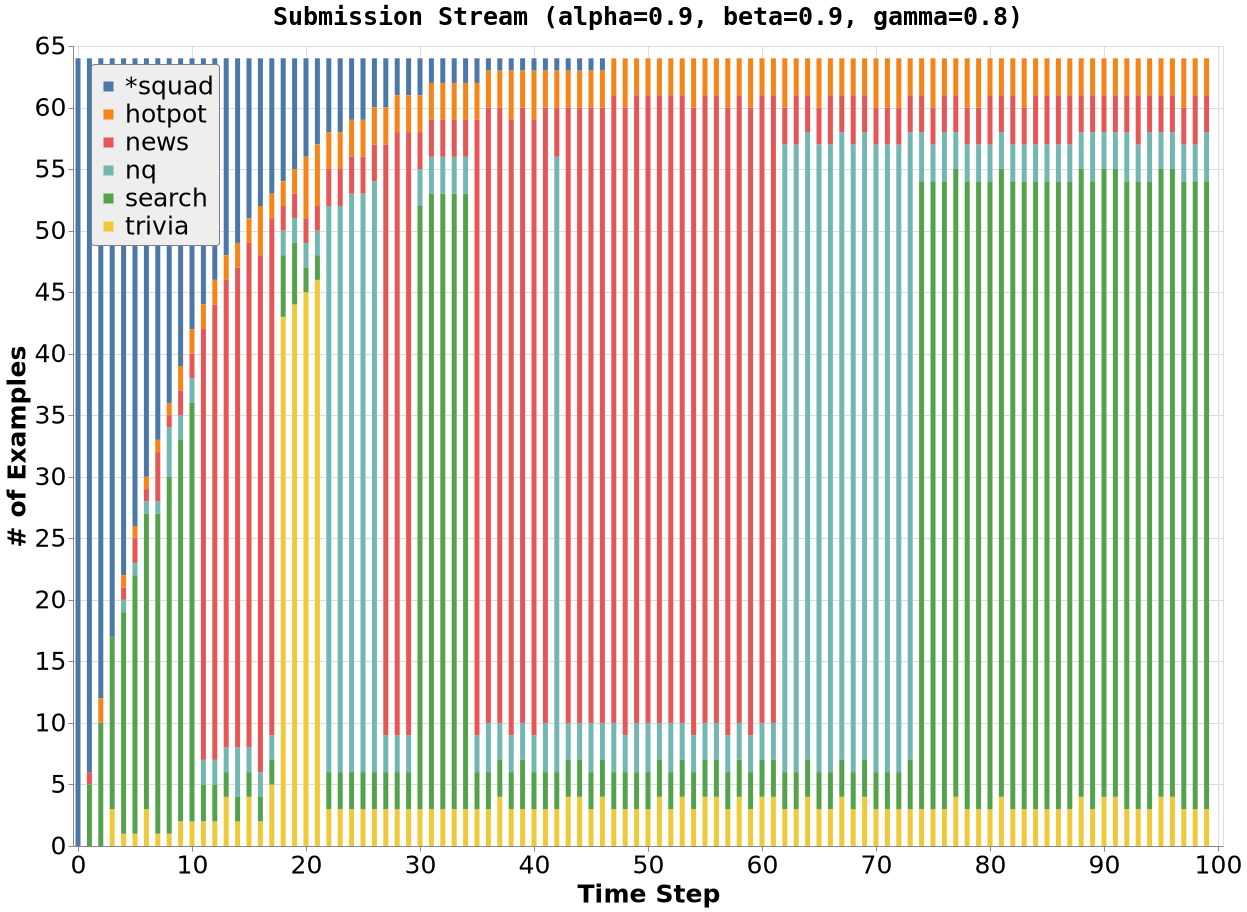 Submission Stream (alpha=0.9, beta=0.9, gamma=0.8)
65
60
55
50
45
40
35
30
25
20
15
10
5
0
# of Examples
*squad
hotpot
news
nq
search
trivia
0 10 20 30 40 50 60 70 80 90 100
Time Step